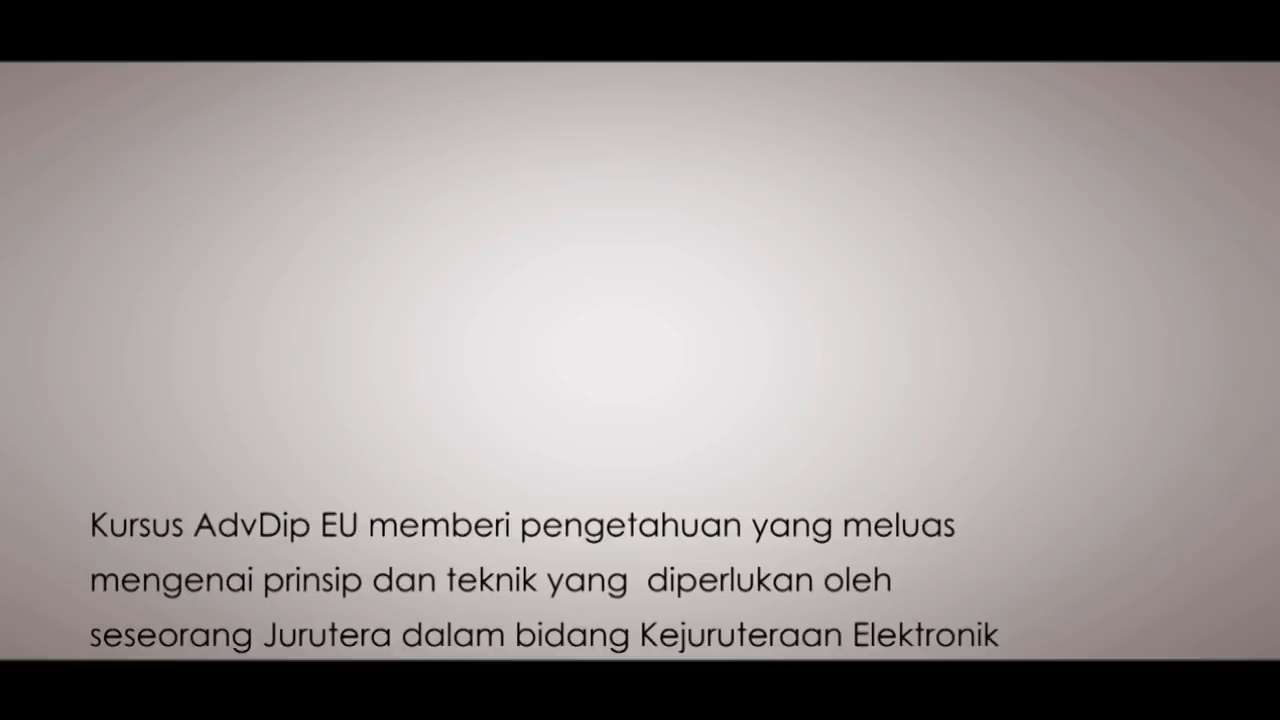 Kursus AdvDip EU memberi pengetahuan yang meluas
mengenai prinsip dan teknik yang  diperlukan oleh
seseorang Jurutera dalam bidang Kejuruteraan Elektronik